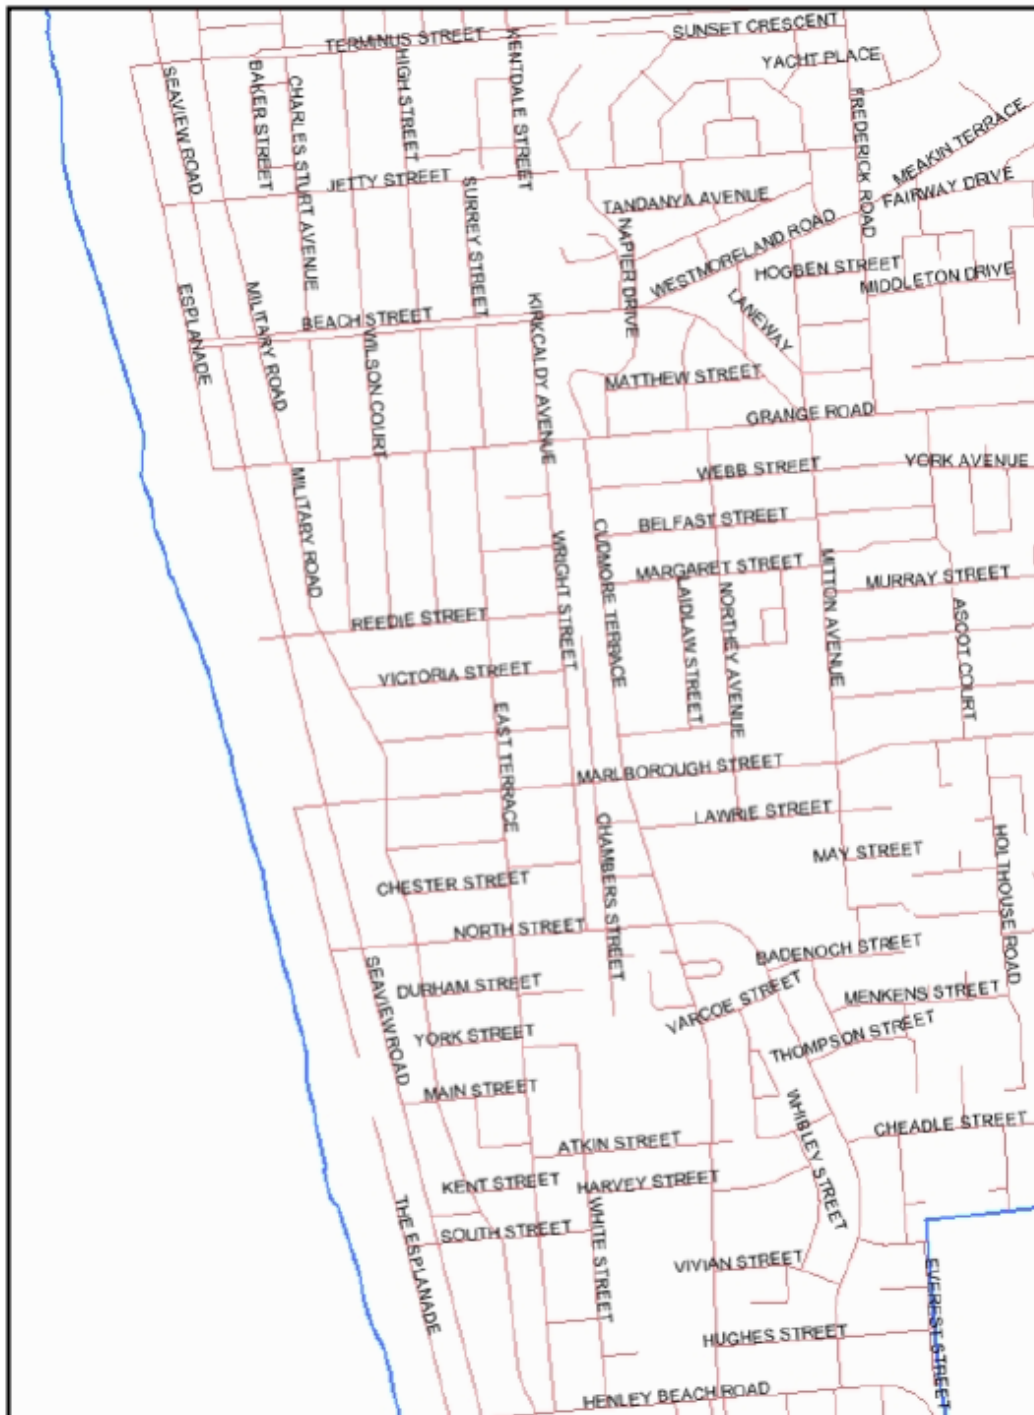 SUNSET CRESCENT
TERMINUS STREET
KENTDALE STREET
YACHT PLACE
HIGH STREET
BAKER STREET
SEAVIEW ROAD
CHARLES STURT AVENUE
FREDERICK ROAD
MEAKIN TERRACE
JETTY STREET
SURREY STREET
TANDANYA AVENUE
FAIRWAY DRIVE
NAPIER DRIVE
WESTMORELAND ROAD
HOGBEN STREET
MIDDLETON DRIVE
ESPLANADE
MILITARY ROAD
BEACH STREET
KIRKCALDY AVENUE
LANEWAY
WILSON COURT
MATTHEW STREET
GRANGE ROAD
MILITARY ROAD
WEBB STREET
YORK AVENUE
BELFAST STREET
CUDMORE TERRACE
WRIGHT STREET
MARGARET STREET
MITTON AVENUE
MURRAY STREET
LAIDLAW STREET
NORTHEY AVENUE
ASCOT COURT
REEDIE STREET
VICTORIA STREET
EAST TERRACE
MARLBOROUGH STREET
LAWRIE STREET
CHAMBERS STREET
MAY STREET
HOLTHOUSE ROAD
CHESTER STREET
NORTH STREET
BADENOCH STREET
SEAVIEW ROAD
DURHAM STREET
VARCOE STREET
MENKENS STREET
YORK STREET
THOMPSON STREET
MAIN STREET
WHIBLEY STREET
CHEADLE STREET
ATKIN STREET
KENT STREET
HARVEY STREET
THE ESPLANADE
SOUTH STREET
WHITE STREET
VIVIAN STREET
EVEREST STREET
HUGHES STREET
HENLEY BEACH ROAD